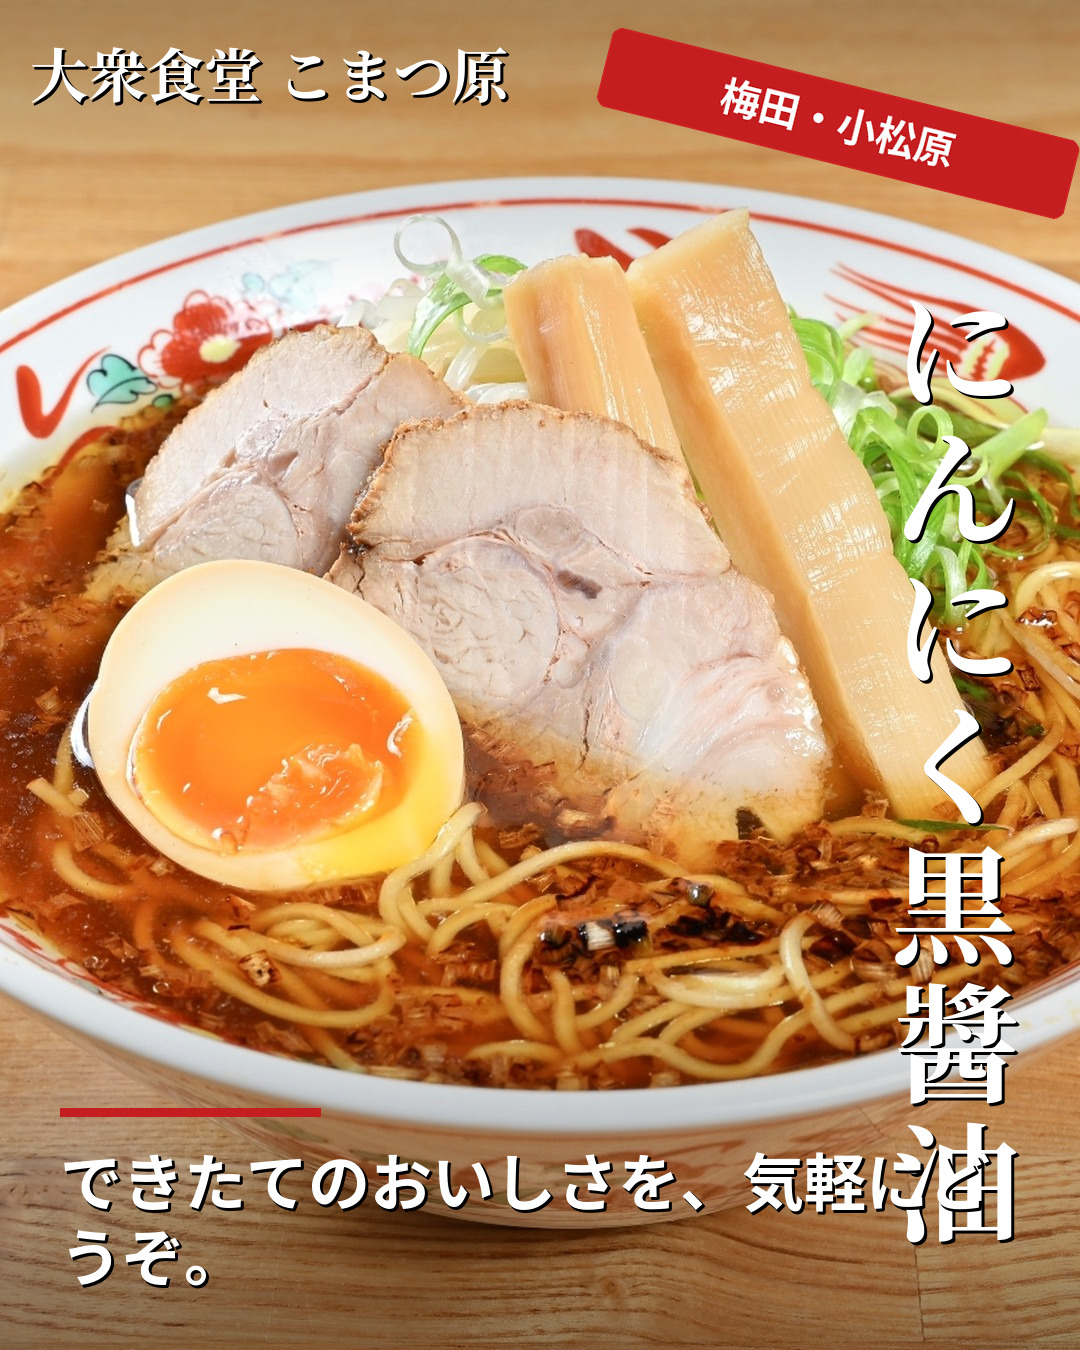 大衆食堂 こまつ原
梅田・小松原
にんにく黒醬油
できたてのおいしさを、気軽にど
うぞ。